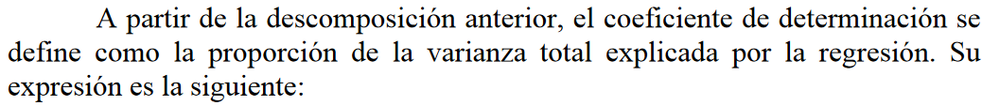 A partir de la descomposición anterior, el coeficiente de determinación se
define como la proporción de la varianza total explicada por la regresión. Su
expresión es la siguiente: